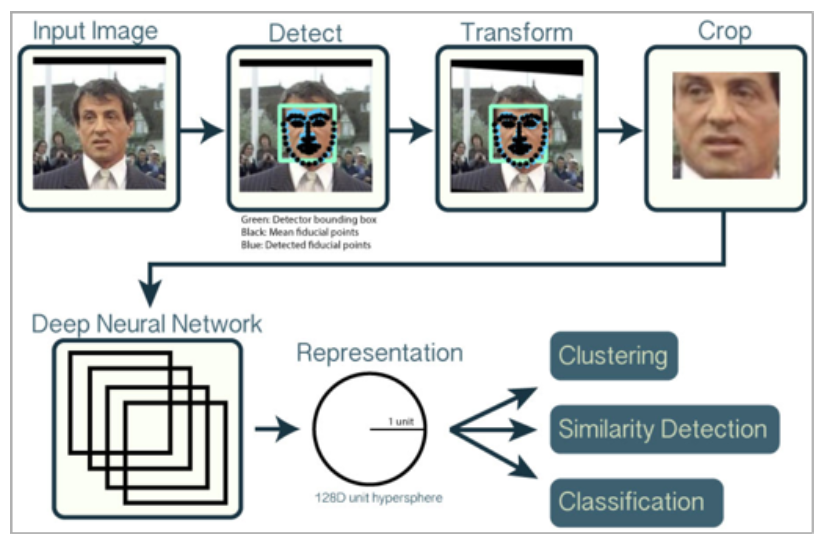 Input Image
Detect
Transform
Crop
Green: Detector bounding box
Black: Mean fiducial points
Blue: Detected fiducial points
Deep Neural Network
Representation
1 unit
128D unit hypersphere
Clustering
Similarity Detection
Classification